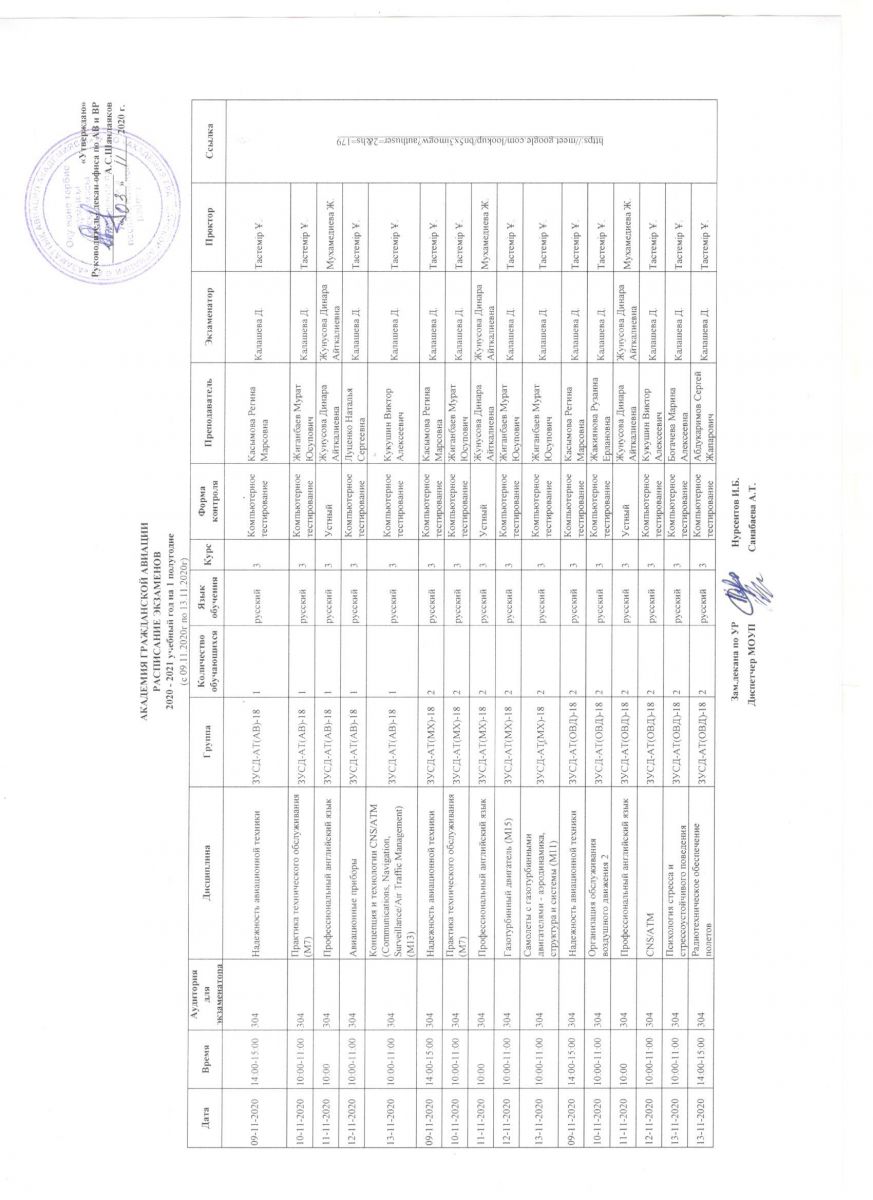 «Утверждаю»
Руководитель декан-офиса по АВ и ВР
А.С.Шанлаяков
03 » 11 2020 г.
АКАДЕМИЯ ГРАЖДАНСКОЙ АВИАЦИИ
РАСПИСАНИЕ ЭКЗАМЕНОВ
2020 - 2021 учебный год на 1 полугодие
(с 09.11.2020г по 13.11.2020г)
Дата Время Аудитория для экзаменатора Дисциплина Группа Количество обучающихся Язык обучения Курс Форма контроля Преподаватель Экзаменатор Проктор Ссылка
09-11-2020 14:00-15:00 304 Надежность авиационной техники ЗУСД-АТ(АВ)-18 1 русский 3 Компьютерное тестирование Касымова Регина Марсовна Калашева Д. Тастемір Ұ.
10-11-2020 10:00-11:00 304 Практика технического обслуживания (М7) ЗУСД-АТ(АВ)-18 1 русский 3 Компьютерное тестирование Жиганбаев Мурат Юсупович Калашева Д. Тастемір Ұ.
11-11-2020 10:00 304 Профессиональный английский язык ЗУСД-АТ(АВ)-18 1 русский 3 Устный Жунусова Динара Айткалиевна Жунусова Динара Айткалиевна Мухамедиева Ж
12-11-2020 10:00-11:00 304 Авиационные приборы ЗУСД-АТ(АВ)-18 1 русский 3 Компьютерное тестирование Луценко Наталья Сергеевна Калашева Д. Тастемір Ұ.
13-11-2020 10:00-11:00 304 Концепция и технологии CNS/ATM (Communications, Navigation, Surveillance/Air Traffic Management) (М13) ЗУСД-АТ(АВ)-18 1 русский 3 Компьютерное тестирование Кукушин Виктор Алексеевич Калашева Д. Тастемір Ұ.
09-11-2020 14:00-15:00 304 Надежность авиационной техники ЗУСД-АТ(МХ)-18 2 русский 3 Компьютерное тестирование Касымова Регина Марсовна Калашева Д. Тастемір Ұ.
10-11-2020 10:00-11:00 304 Практика технического обслуживания (М7) ЗУСД-АТ(МХ)-18 2 русский 3 Компьютерное тестирование Жиганбаев Мурат Юсупович Калашева Д. Тастемір Ұ.
11-11-2020 10:00 304 Профессиональный английский язык ЗУСД-АТ(МХ)-18 2 русский 3 Устный Жунусова Динара Айткалиевна Жунусова Динара Айткалиевна Мухамедиева Ж
12-11-2020 10:00-11:00 304 Газотурбинный двигатель (М15) ЗУСД-АТ(МХ)-18 2 русский 3 Компьютерное тестирование Жиганбаев Мурат Юсупович Калашева Д. Тастемір Ұ.
13-11-2020 10:00-11:00 304 Самолеты с газотурбинными двигателями - аэродинамика, структура и системы (М11) ЗУСД-АТ(МХ)-18 2 русский 3 Компьютерное тестирование Жиганбаев Мурат Юсупович Калашева Д. Тастемір Ұ.
09-11-2020 14:00-15:00 304 Надежность авиационной техники ЗУСД-АТ(ОВД)-18 2 русский 3 Компьютерное тестирование Касымова Регина Марсовна Калашева Д. Тастемір Ұ.
10-11-2020 10:00-11:00 304 Организация обслуживания воздушного движения 2 ЗУСД-АТ(ОВД)-18 2 русский 3 Компьютерное тестирование Жакиянова Рузанна Ерлановна Калашева Д. Тастемір Ұ.
11-11-2020 10:00 304 Профессиональный английский язык ЗУСД-АТ(ОВД)-18 2 русский 3 Устный Жунусова Динара Айткалиевна Жунусова Динара Айткалиевна Мухамедиева Ж
12-11-2020 10:00-11:00 304 CNS/ATM ЗУСД-АТ(ОВД)-18 2 русский 3 Компьютерное тестирование Кукушин Виктор Алексеевич Калашева Д. Тастемір Ұ.
13-11-2020 10:00-11:00 304 Психология стресса и стрессоустойчивого поведения ЗУСД-АТ(ОВД)-18 2 русский 3 Компьютерное тестирование Богачева Марина Алексеевна Калашева Д. Тастемір Ұ.
13-11-2020 14:00-15:00 304 Радиотехническое обеспечение полетов ЗУСД-АТ(ОВД)-18 2 русский 3 Компьютерное тестирование Абдукаримов Сергей Жапарович Калашева Д. Тастемір Ұ.
https://meet.google.com/lookup/bn5x5umogw?authuser=2&hs=179
Зам.декана по УР Нурсеитов И.Б.
Диспетчер МОУП Санабаева А.Т.